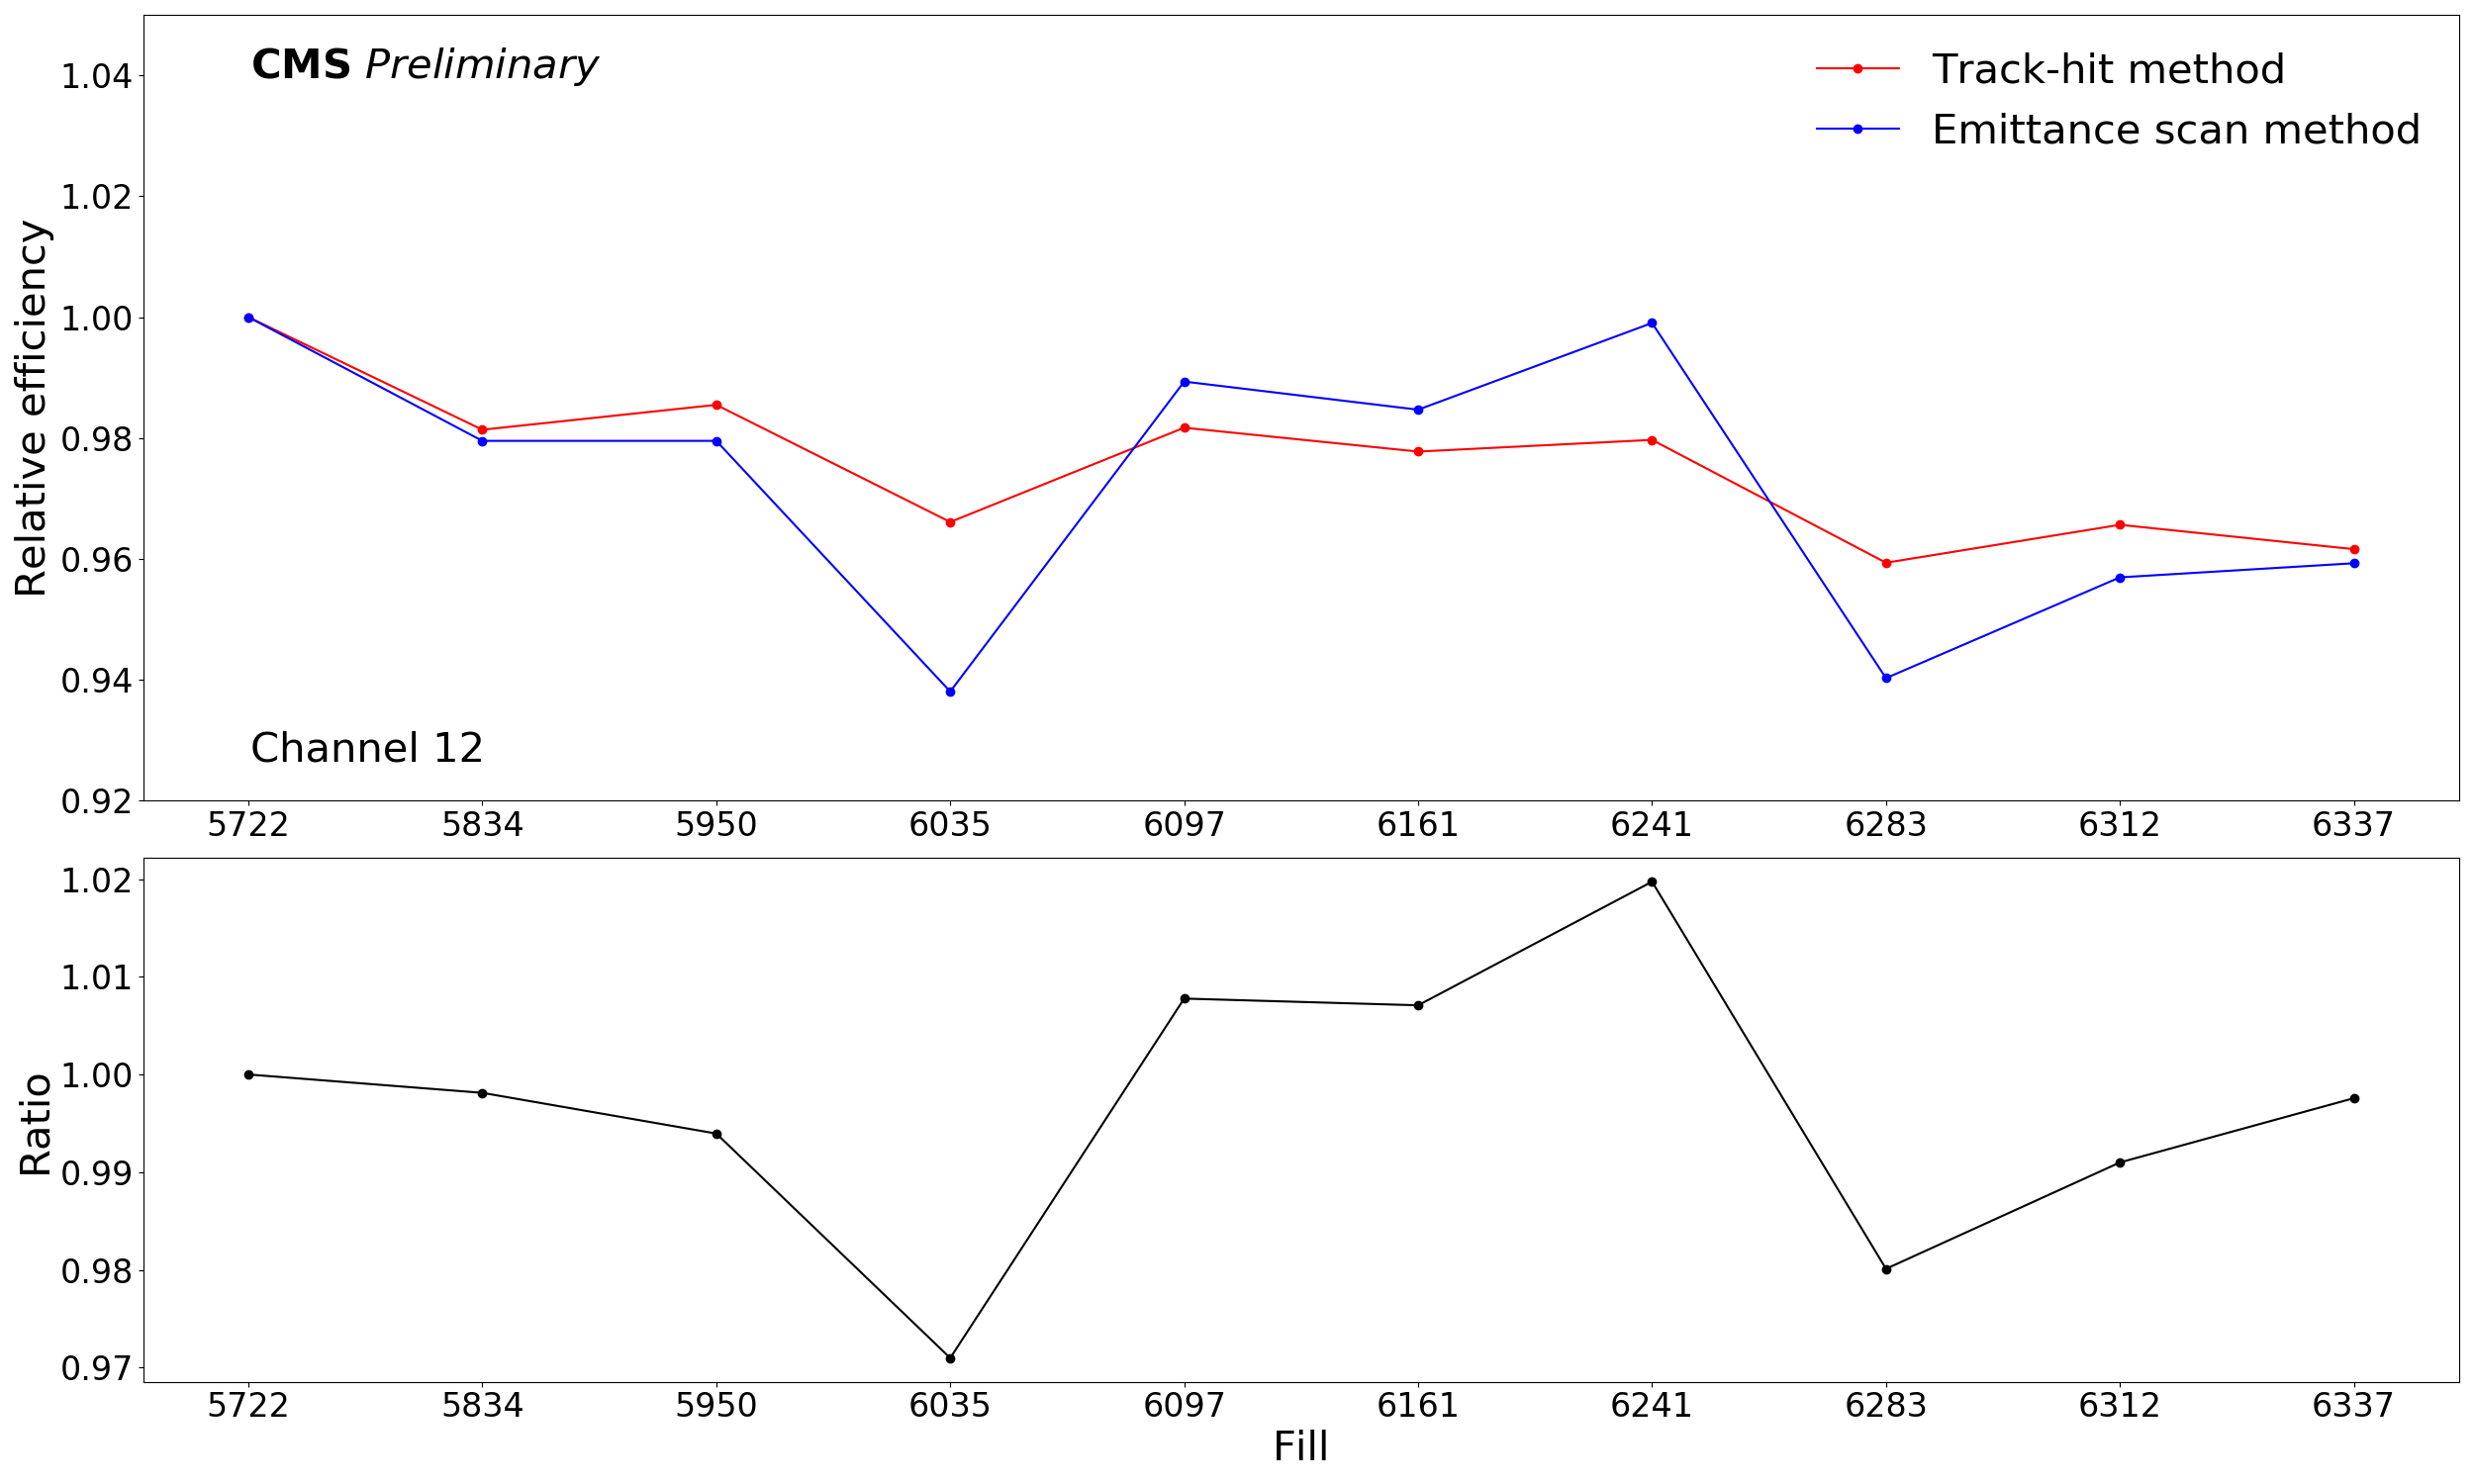 CMS Preliminary
Track-hit method
Emittance scan method
Relative efficiency
1.04
1.02
1.00
0.98
0.96
0.94
0.92
Channel 12
5722 5834 5950 6035 6097 6161 6241 6283 6312 6337
Ratio
1.02
1.01
1.00
0.99
0.98
0.97
5722 5834 5950 6035 6097 6161 6241 6283 6312 6337
Fill